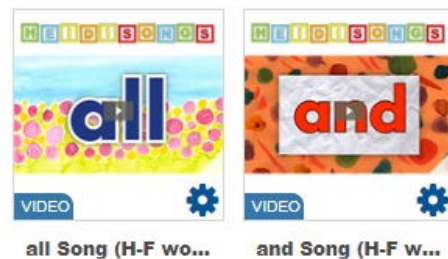 HEIDISONGS HEIDISONGS
all and
VIDEO VIDEO
all Song (H-F wo... and Song (H-F w...